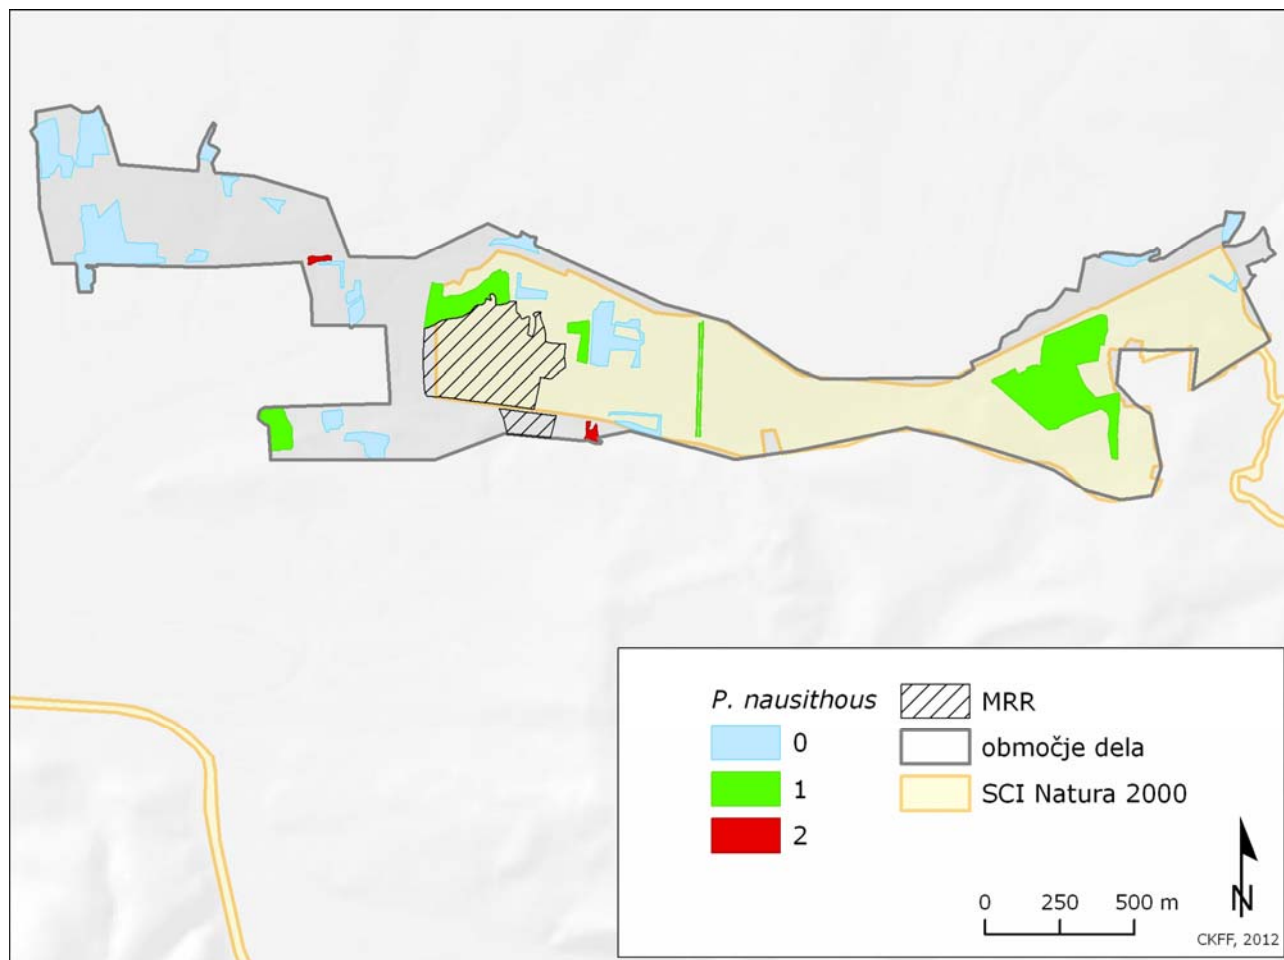 P. nausithous
0
1
2
MRR
območje dela
SCI Natura 2000
0 250 500 m
N
CKFF, 2012